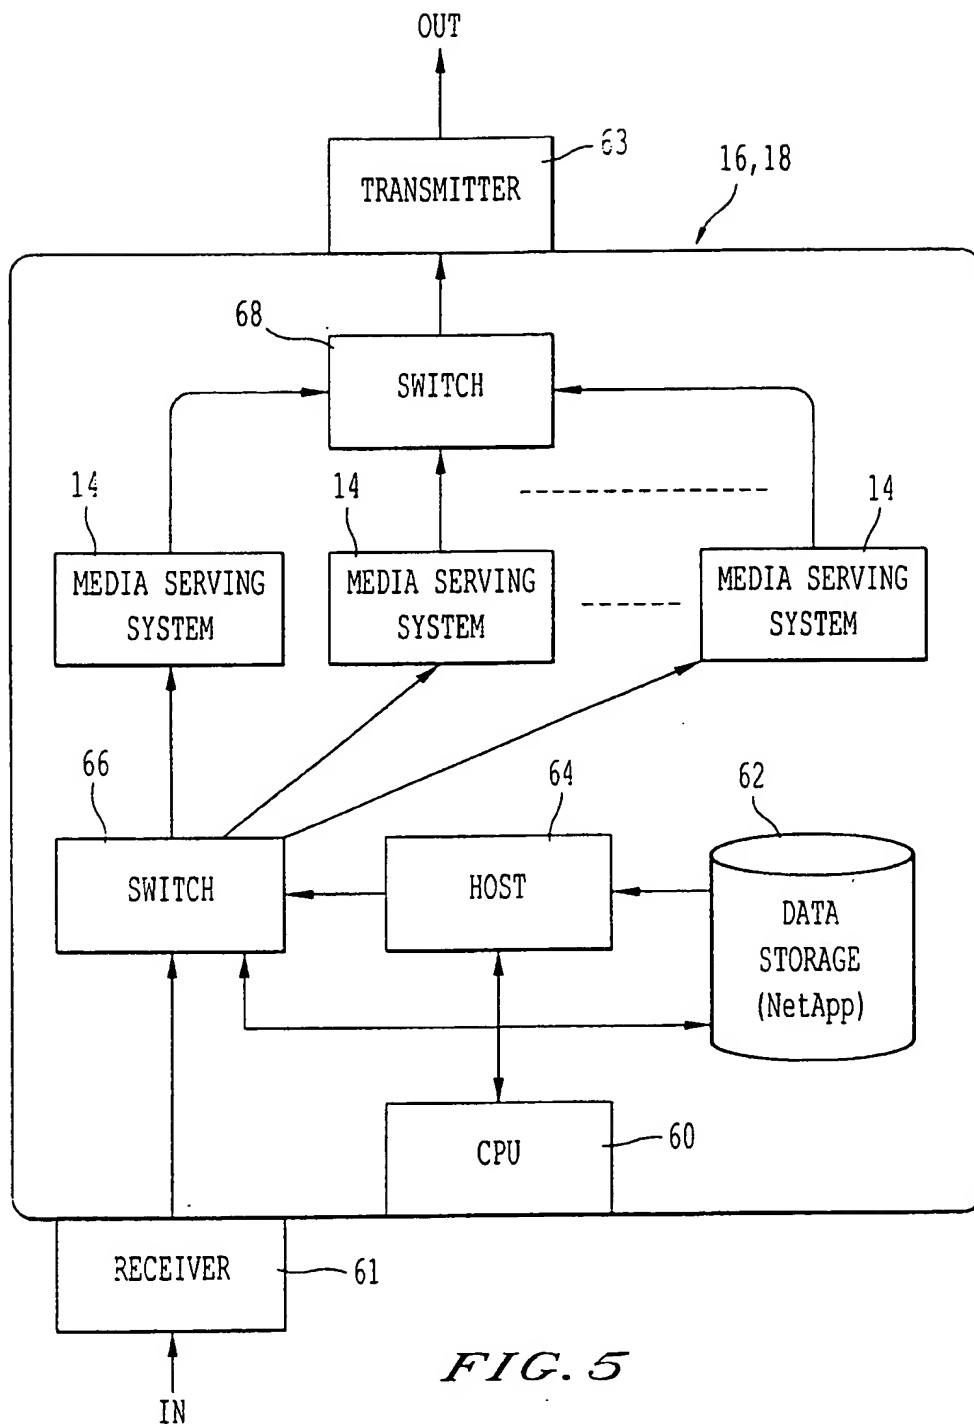 OUT
63
TRANSMITTER
16,18
68
SWITCH
14
14
14
MEDIA SERVING
SYSTEM
MEDIA SERVING
SYSTEM
MEDIA SERVING
SYSTEM
66
64
62
SWITCH
HOST
DATA
STORAGE
(NetApp)
CPU
60
RECEIVER
61
IN
FIG. 5